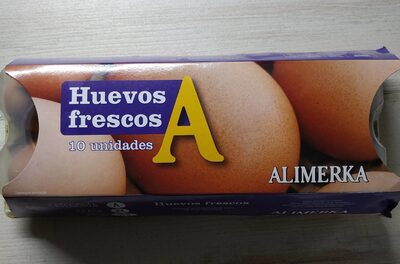 Huevos
frescos
A
10 unidades
ALIMERKA
Huevos frescos